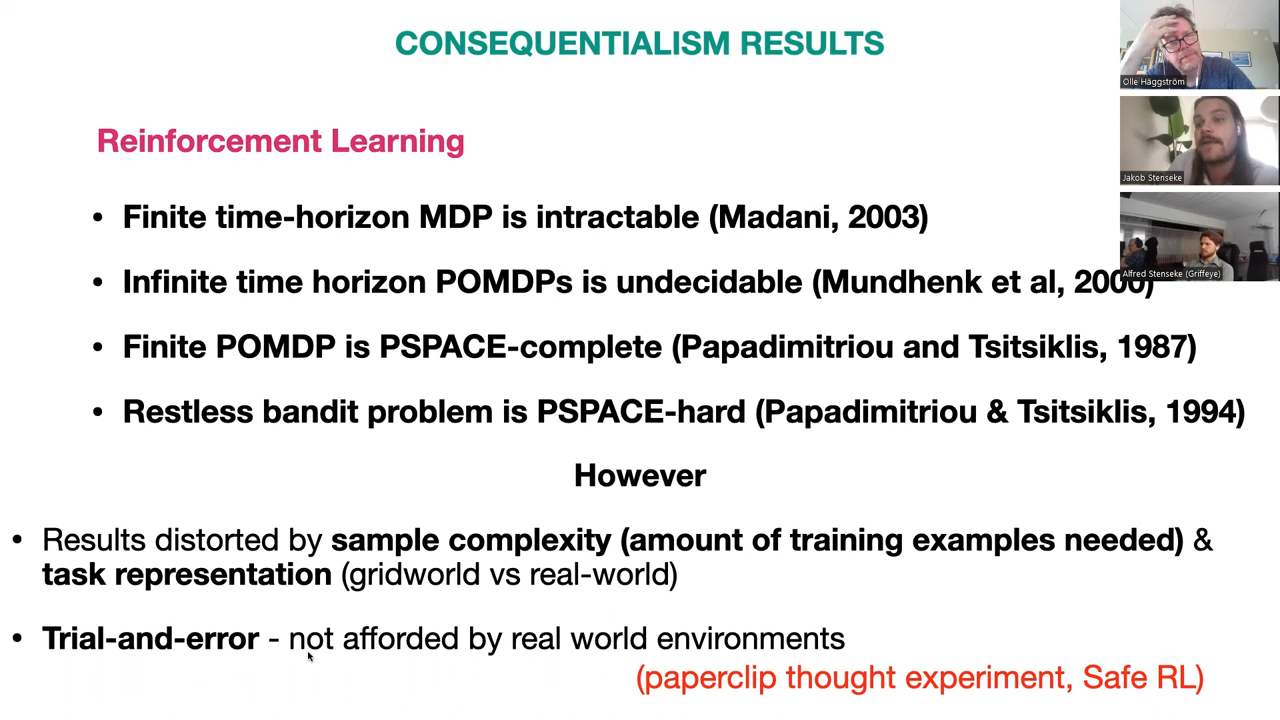 CONSEQUENTIALISM RESULTS
Olle Häggström
Reinforcement Learning
Jakob Stenseke
• Finite time-horizon MDP is intractable (Madani, 2003)
Alfred Stenseke (Griffeye)
• Infinite time horizon POMDPs is undecidable (Mundhenk et al, 2000)
• Finite POMDP is PSPACE-complete (Papadimitriou and Tsitsiklis, 1987)
• Restless bandit problem is PSPACE-hard (Papadimitriou & Tsitsiklis, 1994)
However
• Results distorted by sample complexity (amount of training examples needed) &
task representation (gridworld vs real-world)
• Trial-and-error - not afforded by real world environments
(paperclip thought experiment, Safe RL)